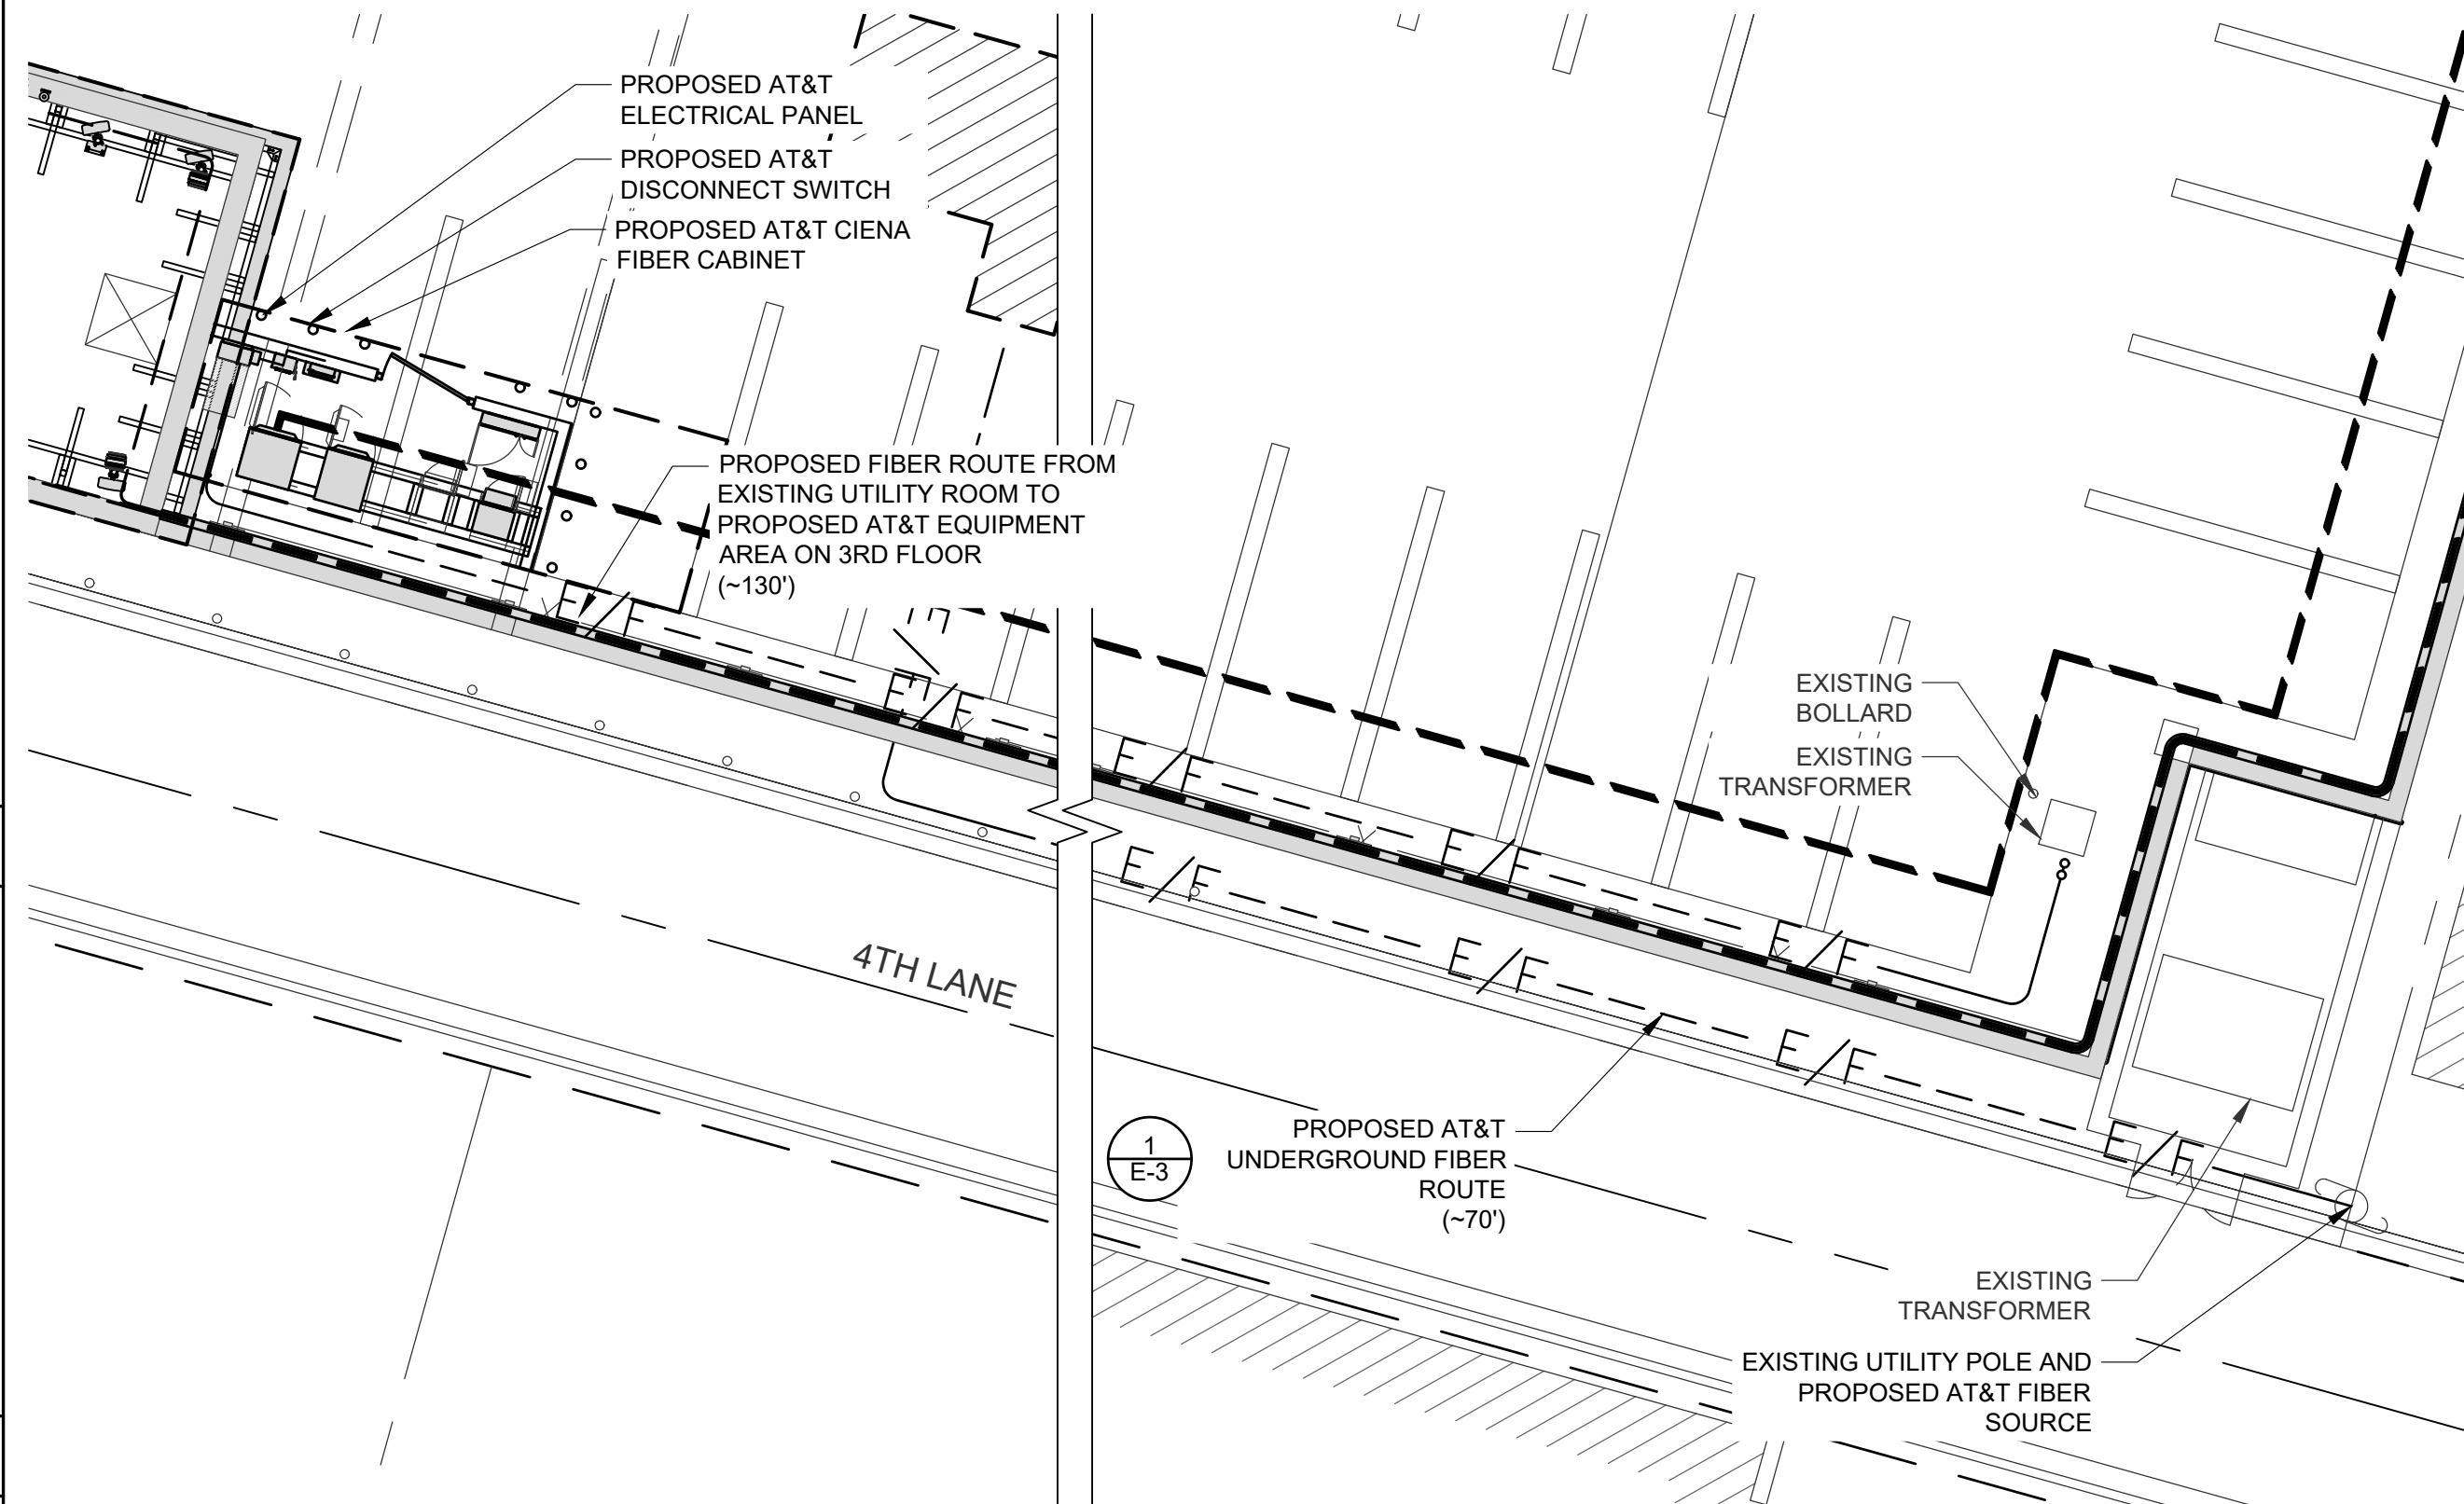 PROPOSED AT&T
ELECTRICAL PANEL
PROPOSED AT&T
DISCONNECT SWITCH
PROPOSED AT&T CIENA
FIBER CABINET
PROPOSED FIBER ROUTE FROM
EXISTING UTILITY ROOM TO
PROPOSED AT&T EQUIPMENT
AREA ON 3RD FLOOR
(~130')
E/F
E/F
E/F
E/F
E/F
EXISTING
BOLLARD
EXISTING
TRANSFORMER
E/F
E/F
E/F
E/F
4TH LANE
1
E-3
PROPOSED AT&T
UNDERGROUND FIBER
ROUTE
(~70')
EXISTING
TRANSFORMER
EXISTING UTILITY POLE AND
PROPOSED AT&T FIBER
SOURCE